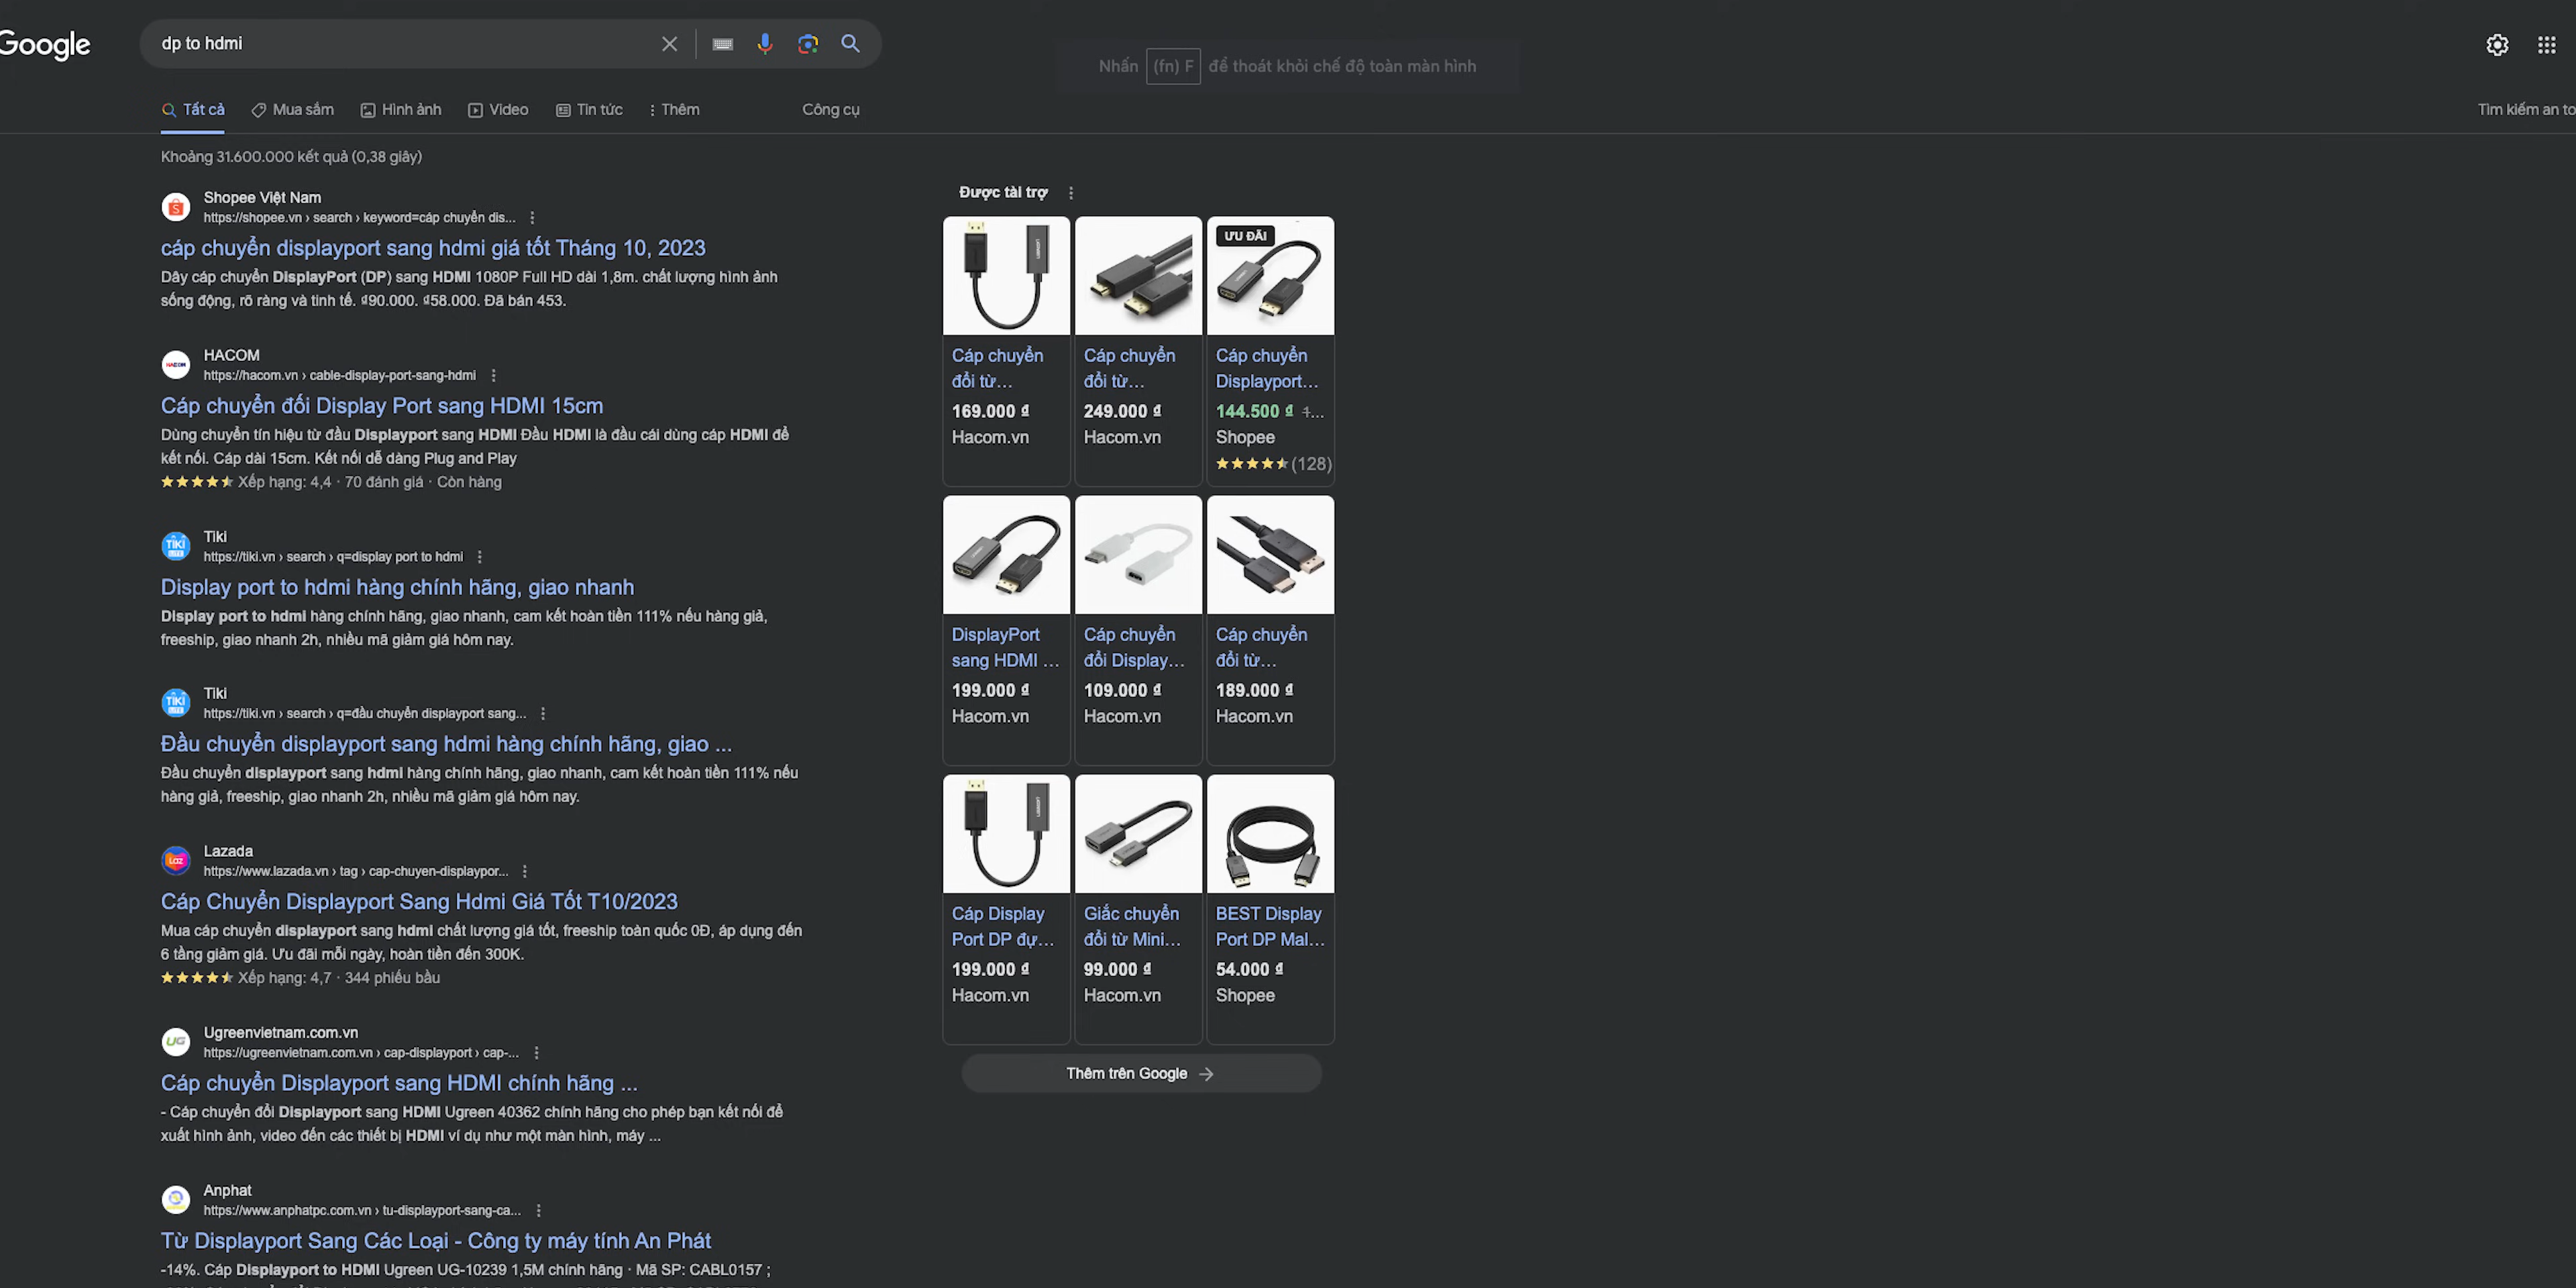 Google
dp to hdmi
Nhấn (fn) F để thoát khỏi chế độ toàn màn hình
Tất cả
Mua sắm
Hình ảnh
Video
Tin tức
Thêm
Công cụ
Tìm kiếm an to
Khoảng 31.600.000 kết quả (0,38 giây)
Shopee Việt Nam
https://shopee.vn › search › keyword=cáp chuyển dis...
cáp chuyển displayport sang hdmi giá tốt Tháng 10, 2023
Dây cáp chuyển DisplayPort (DP) sang HDMI 1080P Full HD dài 1,8m. chất lượng hình ảnh
sống động, rõ ràng và tinh tế. ₫90.000. ₫58.000. Đã bán 453.
HACOM
https://hacom.vn › cable-display-port-sang-hdmi
Cáp chuyển đối Display Port sang HDMI 15cm
Dùng chuyển tín hiệu từ đầu Displayport sang HDMI Đầu HDMI là đầu cái dùng cáp HDMI để
kết nối. Cáp dài 15cm. Kết nối dễ dàng Plug and Play
Xếp hạng: 4,4 · 70 đánh giá · Còn hàng
Tiki
https://tiki.vn › search › q=display port to hdmi
Display port to hdmi hàng chính hãng, giao nhanh
Display port to hdmi hàng chính hãng, giao nhanh, cam kết hoàn tiền 111% nếu hàng giả,
freeship, giao nhanh 2h, nhiều mã giảm giá hôm nay.
Tiki
https://tiki.vn › search › q=đầu chuyển displayport sang...
Đầu chuyển displayport sang hdmi hàng chính hãng, giao ...
Đầu chuyển displayport sang hdmi hàng chính hãng, giao nhanh, cam kết hoàn tiền 111% nếu
hàng giả, freeship, giao nhanh 2h, nhiều mã giảm giá hôm nay.
Lazada
https://www.lazada.vn › tag › cap-chuyen-displaypor...
Cáp Chuyển Displayport Sang Hdmi Giá Tốt T10/2023
Mua cáp chuyển displayport sang hdmi chất lượng giá tốt, freeship toàn quốc 0Đ, áp dụng đến
6 tầng giảm giá. Ưu đãi mỗi ngày, hoàn tiền đến 300K.
Xếp hạng: 4,7 · 344 phiếu bầu
Ugreenvietnam.com.vn
https://ugreenvietnam.com.vn › cap-displayport › cap-...
Cáp chuyển Displayport sang HDMI chính hãng ...
- Cáp chuyển đổi Displayport sang HDMI Ugreen 40362 chính hãng cho phép bạn kết nối để
xuất hình ảnh, video đến các thiết bị HDMI ví dụ như một màn hình, máy ...
Anphat
https://www.anphatpc.com.vn › tu-displayport-sang-ca...
Từ Displayport Sang Các Loại - Công ty máy tính An Phát
-14%. Cáp Displayport to HDMI Ugreen UG-10239 1,5M chính hãng · Mã SP: CABL0157 ;
Được tài trợ
Cáp chuyển
đổi từ...
169.000 ₫
Hacom.vn
Cáp chuyển
đổi từ...
249.000 ₫
Hacom.vn
ƯU ĐÃI
Cáp chuyển
Displayport...
144.500 ₫ 1...
Shopee
(128)
DisplayPort
sang HDMI ...
199.000 ₫
Hacom.vn
Cáp chuyển
đổi Display...
109.000 ₫
Hacom.vn
Cáp chuyển
đổi từ...
189.000 ₫
Hacom.vn
Cáp Display
Port DP đự...
199.000 ₫
Hacom.vn
Giắc chuyển
đổi từ Mini...
99.000 ₫
Hacom.vn
BEST Display
Port DP Mal...
54.000 ₫
Shopee
Thêm trên Google